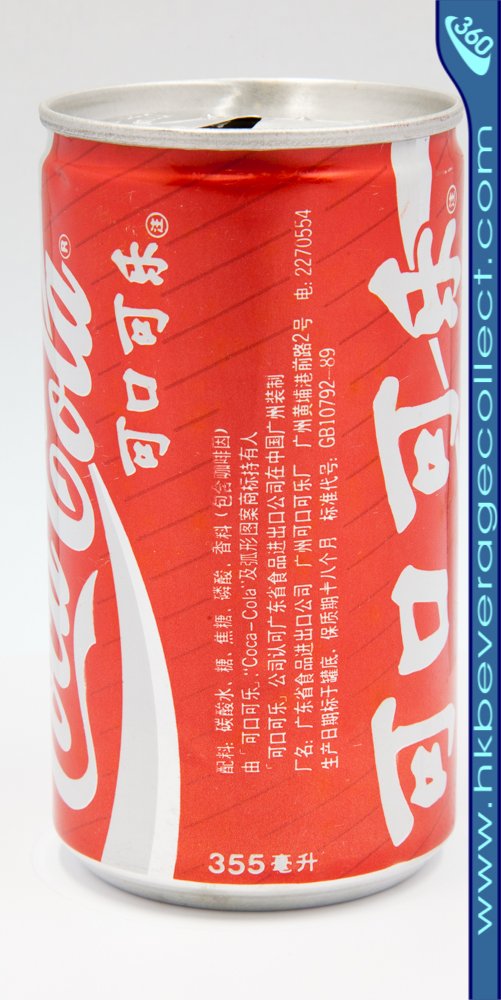 Coca-Cola®
可口可乐 注
配料: 碳酸水、糖、焦糖、磷酸、香料 (包含咖啡因)
由「可口可乐」"Coca-Cola"及弧形图案商标持有人
「可口可乐」公司认可广东省食品进出口公司在中国广州装制
厂名: 广东省食品进出口公司 广州可口可乐厂 广州黄埔港前路2号 电: 2270554
生产日期标于罐底、保质期十八个月 标准代号: GB10792-89
355毫升
可口可乐 注
360
www.hkbeveragecollect.com